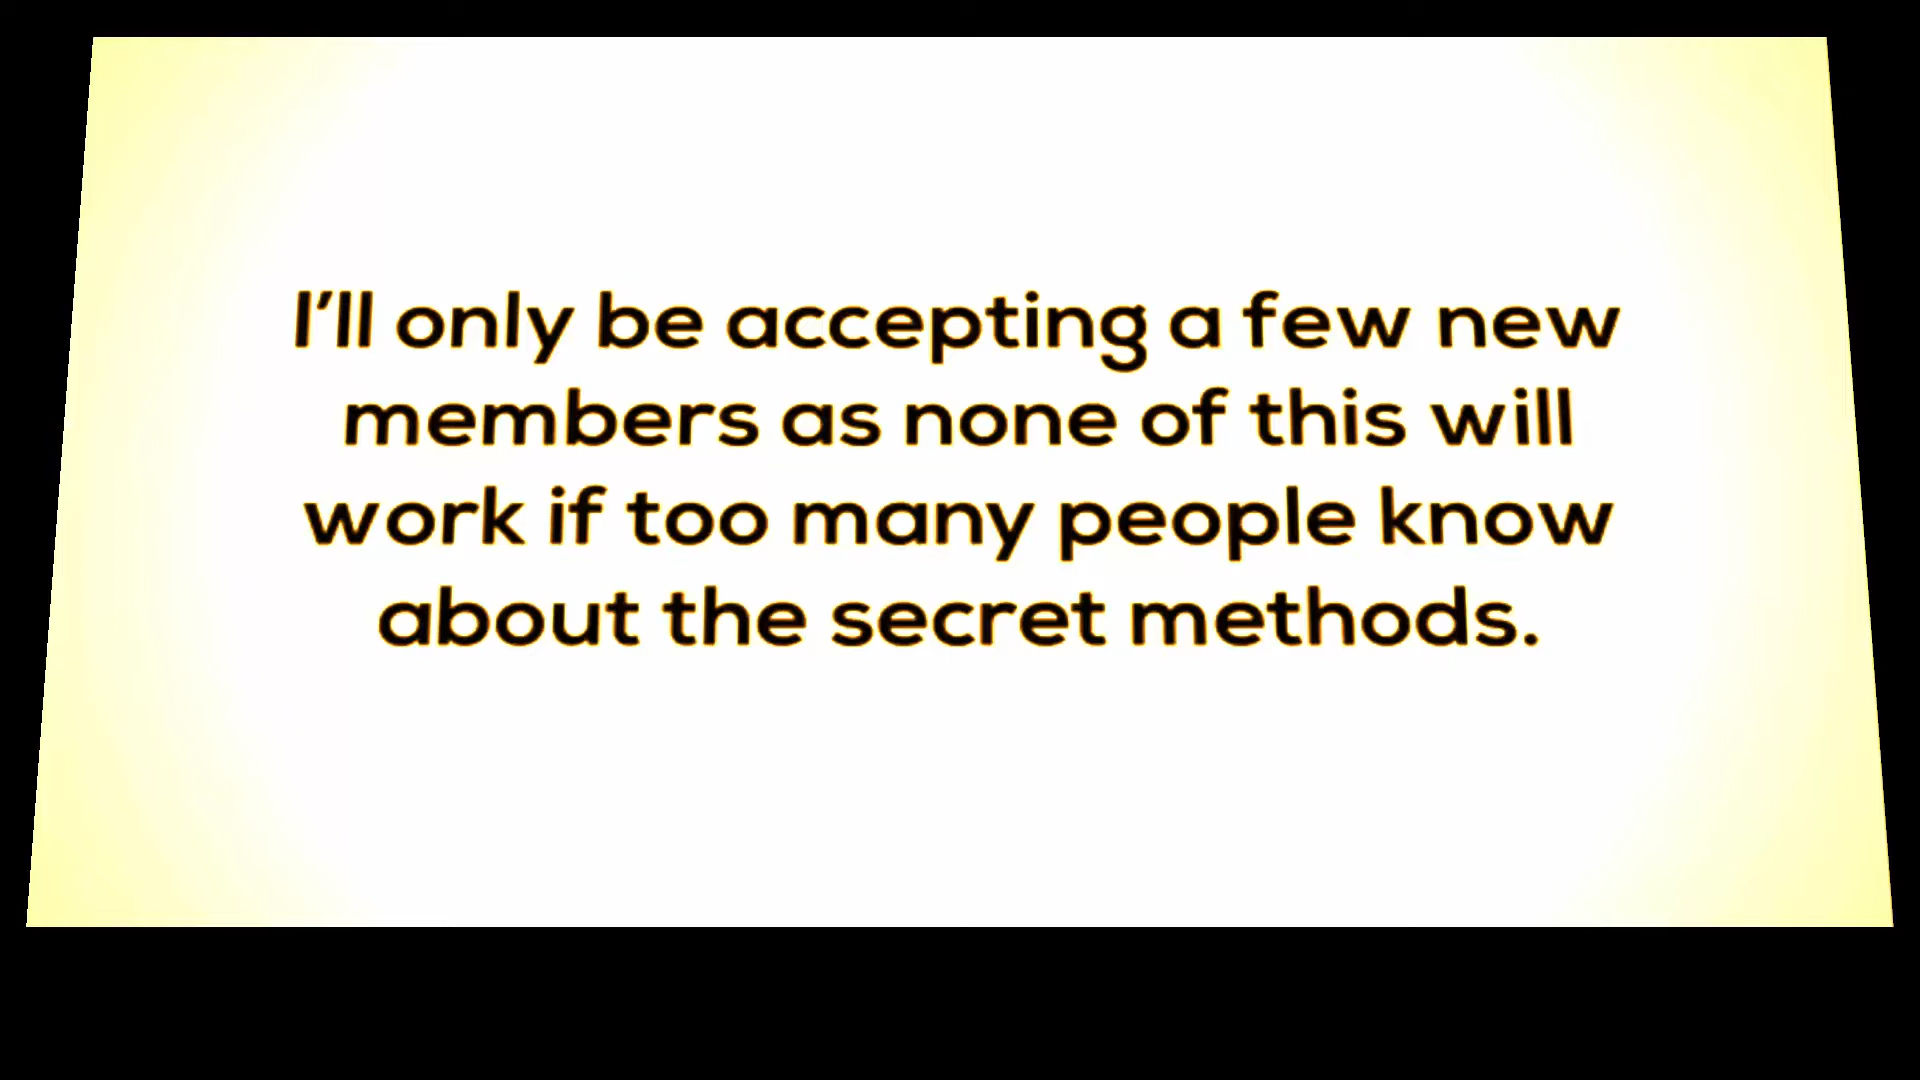 I’ll only be accepting a few new
members as none of this will
work if too many people know
about the secret methods.